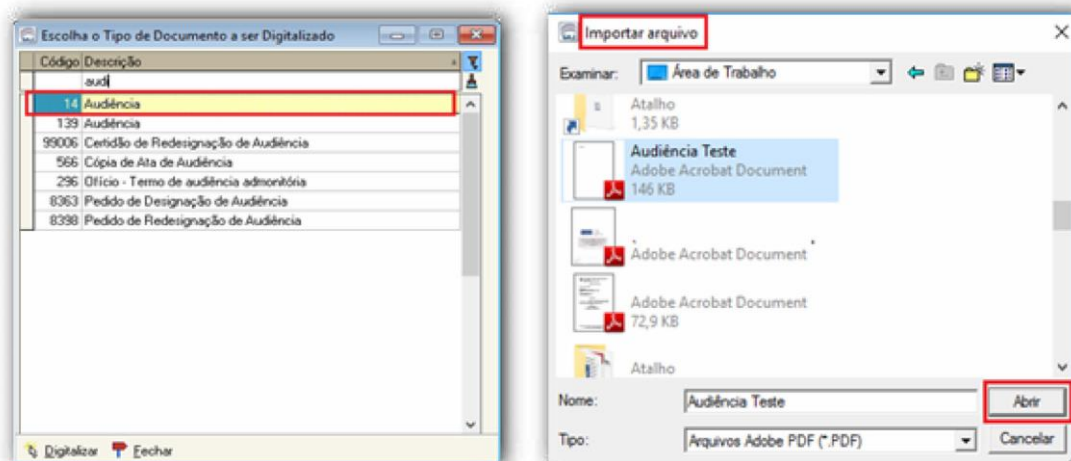 Escolha o Tipo de Documento a ser Digitalizado
Código Descrição
audi
14 Audiência
139 Audiência
99006 Certidão de Redesignação de Audiência
566 Cópia de Ata de Audiência
296 Ofício - Termo de audiência admonitória
8363 Pedido de Designação de Audiência
8398 Pedido de Redesignação de Audiência
Digitalizar Fechar
Importar arquivo
Examinar: Área de Trabalho
Atalho
1,35 KB
Audiência Teste
Adobe Acrobat Document
146 KB
Adobe Acrobat Document
Adobe Acrobat Document
72,9 KB
Atalho
Nome: Audiência Teste Abrir
Tipo: Arquivos Adobe PDF (*.PDF) Cancelar